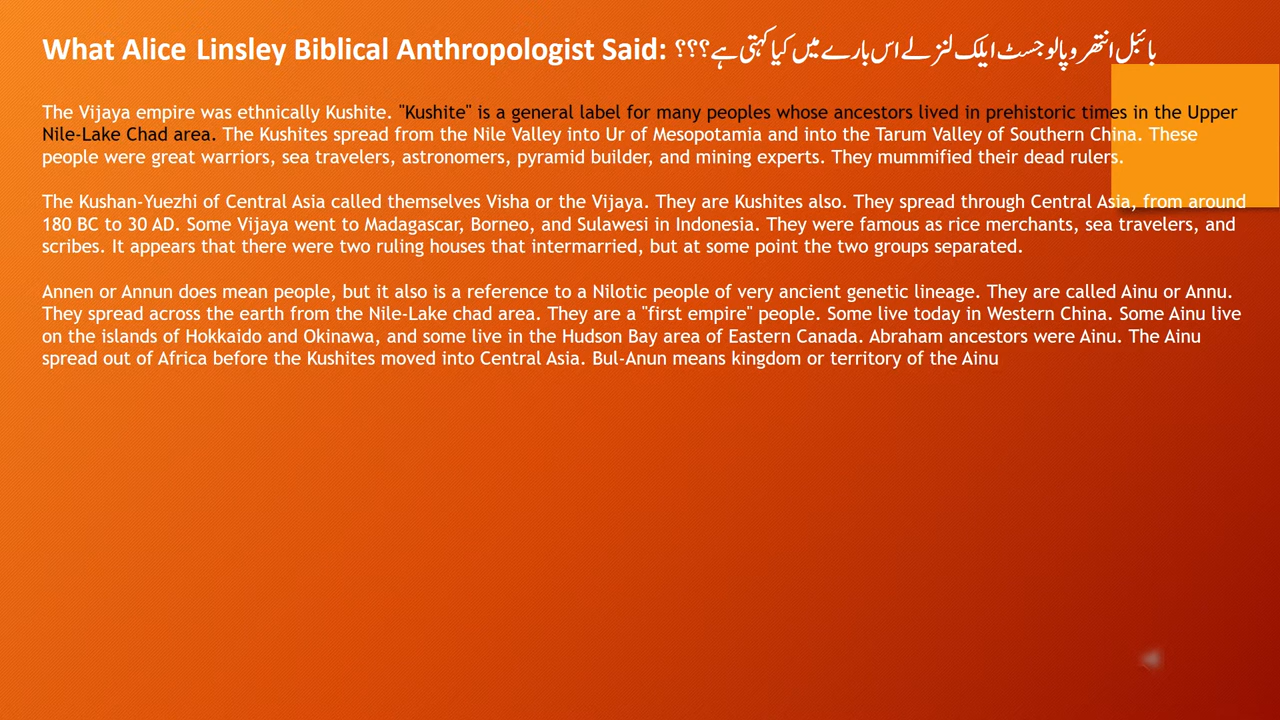 What Alice Linsley Biblical Anthropologist Said: بائبل انتھروپالوجسٹ ایلک لنزلے اس بارے میں کیا کہتی ہے؟؟؟
The Vijaya empire was ethnically Kushite. "Kushite" is a general label for many peoples whose ancestors lived in prehistoric times in the Upper
Nile-Lake Chad area. The Kushites spread from the Nile Valley into Ur of Mesopotamia and into the Tarum Valley of Southern China. These
people were great warriors, sea travelers, astronomers, pyramid builder, and mining experts. They mummified their dead rulers.
The Kushan-Yuezhi of Central Asia called themselves Visha or the Vijaya. They are Kushites also. They spread through Central Asia, from around
180 BC to 30 AD. Some Vijaya went to Madagascar, Borneo, and Sulawesi in Indonesia. They were famous as rice merchants, sea travelers, and
scribes. It appears that there were two ruling houses that intermarried, but at some point the two groups separated.
Annen or Annun does mean people, but it also is a reference to a Nilotic people of very ancient genetic lineage. They are called Ainu or Annu.
They spread across the earth from the Nile-Lake chad area. They are a "first empire" people. Some live today in Western China. Some Ainu live
on the islands of Hokkaido and Okinawa, and some live in the Hudson Bay area of Eastern Canada. Abraham ancestors were Ainu. The Ainu
spread out of Africa before the Kushites moved into Central Asia. Bul-Anun means kingdom or territory of the Ainu